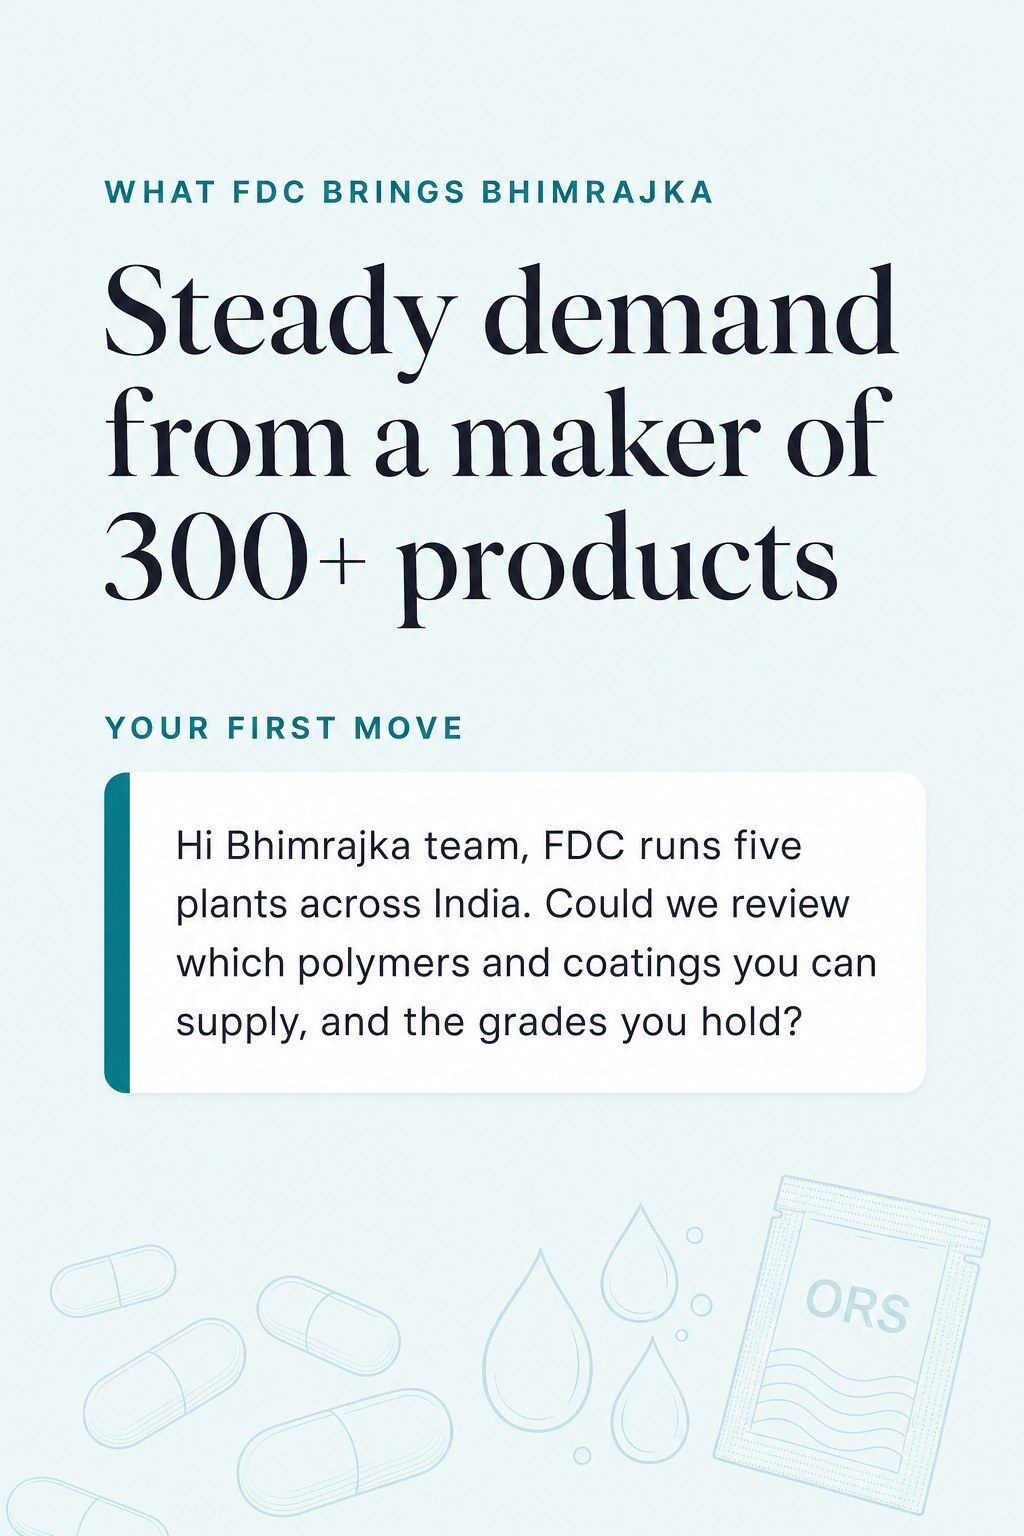 WHAT FDC BRINGS BHIMRAJKA
Steady demand
from a maker of
300+ products
YOUR FIRST MOVE
Hi Bhimrajka team, FDC runs five
plants across India. Could we review
which polymers and coatings you can
supply, and the grades you hold?
ORS